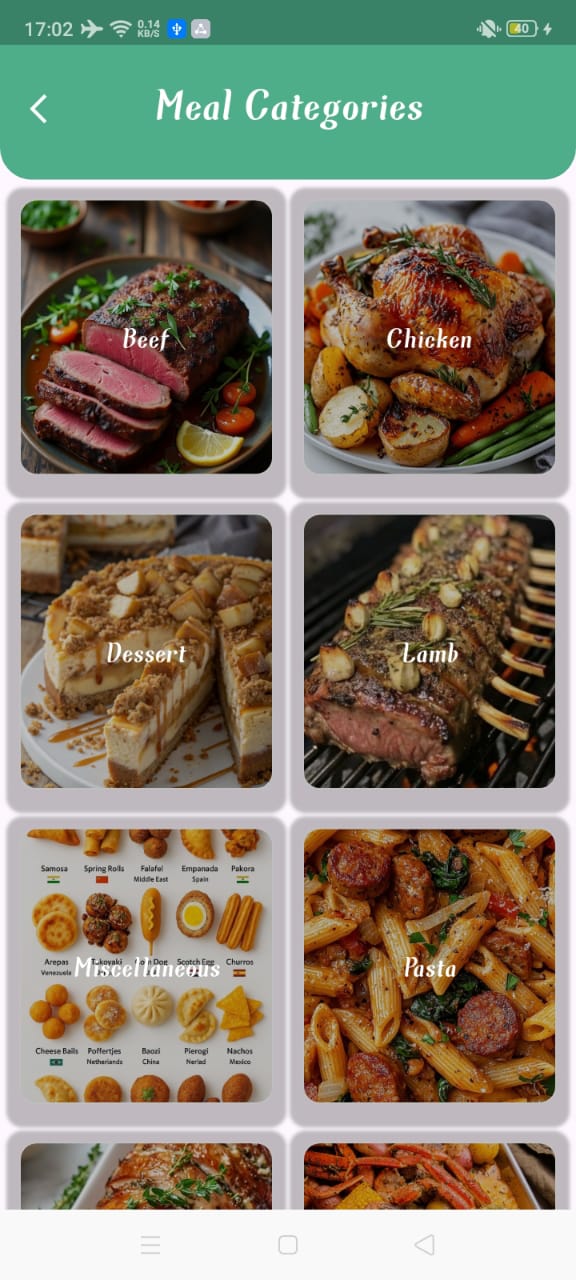 17:02
0.14
KB/S
40
Meal Categories
Beef
Chicken
Dessert
Lamb
Samosa Spring Rolls Falafel Empanada Pakora
Middle East Spain
Arepas Takoyaki Corn Dog Scotch Egg Churros
Venezuela
Miscellaneous
Pasta
Cheese Balls Poffertjes Baozi Pierogi Nachos
Netherlands China Nerlad Mexico